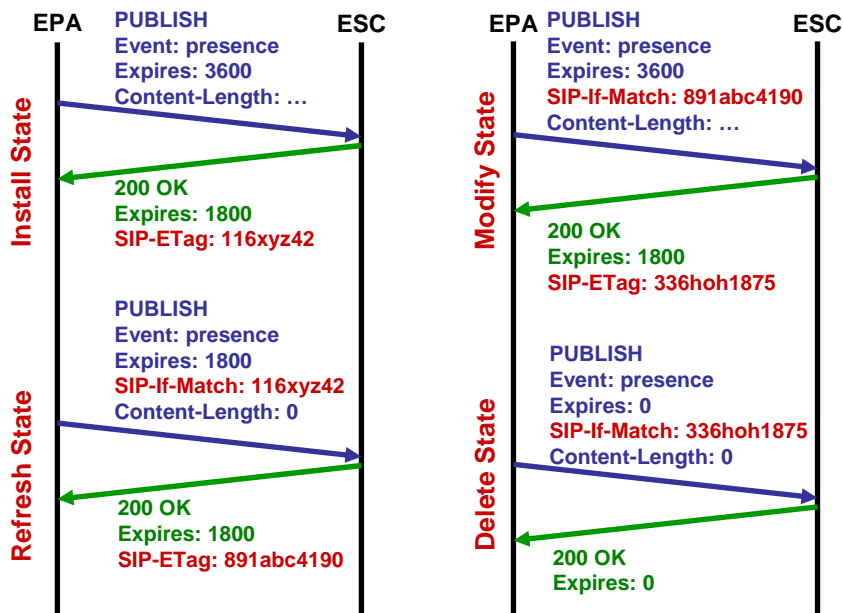 EPA
ESC
Install State
PUBLISH
Event: presence
Expires: 3600
Content-Length: …
200 OK
Expires: 1800
SIP-ETag: 116xyz42
Refresh State
PUBLISH
Event: presence
Expires: 1800
SIP-If-Match: 116xyz42
Content-Length: 0
200 OK
Expires: 1800
SIP-ETag: 891abc4190
EPA
ESC
Modify State
PUBLISH
Event: presence
Expires: 3600
SIP-If-Match: 891abc4190
Content-Length: …
200 OK
Expires: 1800
SIP-ETag: 336hoh1875
Delete State
PUBLISH
Event: presence
Expires: 0
SIP-If-Match: 336hoh1875
Content-Length: 0
200 OK
Expires: 0